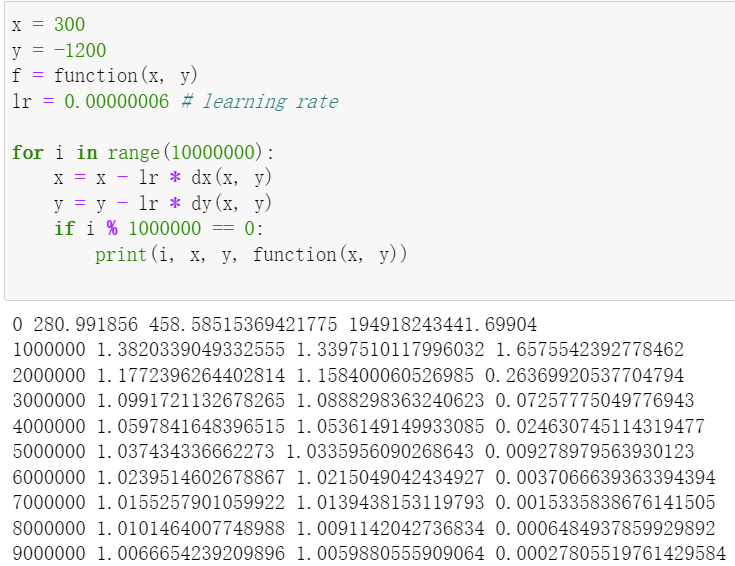 x = 300
y = -1200
f = function(x, y)
lr = 0.00000006 # learning rate
for i in range(10000000):
x = x - lr * dx(x, y)
y = y - lr * dy(x, y)
if i % 1000000 == 0:
print(i, x, y, function(x, y))
0 280.991856 458.58515369421775 194918243441.69904
1000000 1.3820339049332555 1.3397510117996032 1.6575542392778462
2000000 1.1772396264402814 1.158400060526985 0.26369920537704794
3000000 1.0991721132678265 1.0888298363240623 0.07257775049776943
4000000 1.0597841648396515 1.0536149149933085 0.024630745114319477
5000000 1.037434336662273 1.0335956090268643 0.009278979563930123
6000000 1.0239514602678867 1.0215049042434927 0.0037066639363394394
7000000 1.0155257901059922 1.0139438153119793 0.0015335838676141505
8000000 1.0101464007748988 1.0091142042736834 0.0006484937859929892
9000000 1.0066654239209896 1.0059880555909064 0.00027805519761429584